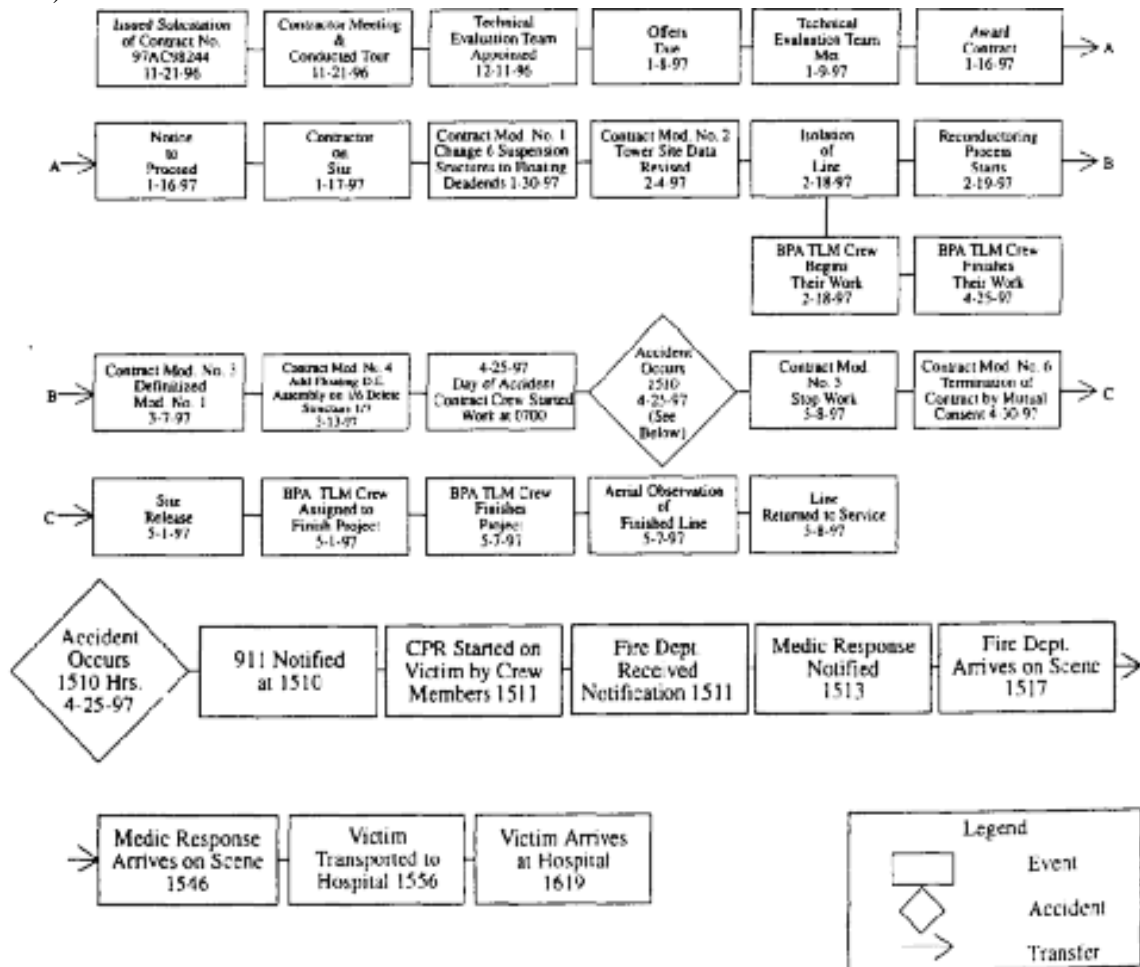 Issued Solicitation
of Contract No.
97AC98244
11-21-96
Contractor Meeting
&
Conducted Tour
11-21-96
Technical
Evaluation Team
Appointed
12-11-96
Offers
Due
1-8-97
Technical
Evaluation Team
Met
1-9-97
Award
Contract
1-16-97
A
A
Notice
to
Proceed
1-16-97
Contractor
on
Site
1-17-97
Contract Mod. No. 1
Change 6 Suspension
Structures to Floating
Deadends 1-30-97
Contract Mod. No. 2
Tower Site Data
Revised
2-4-97
Isolation
of
Line
2-18-97
Reconductoring
Process
Starts
2-19-97
B
BPA TLM Crew
Begins
Their Work
2-18-97
BPA TLM Crew
Finishes
Their Work
4-25-97
B
Contract Mod. No. 3
Definitized
Mod. No. 1
3-7-97
Contract Mod. No. 4
Add Floating D.E.
Assembly on 1/6 Delete
Structure 1/7
3-13-97
4-25-97
Day of Accident
Contract Crew Started
Work at 0700
Accident
Occurs
1510
4-25-97
(See
Below)
Contract Mod.
No. 5
Stop Work
Contract Mod. No. 6
Termination of
Contract by Mutual
Consent 4-30-97
C
C
Site
Release
5-1-97
BPA TLM Crew
Assigned to
Finish Project
5-1-97
BPA TLM Crew
Finishes
Project
5-7-97
Aerial Observation
of
Finished Line
5-7-97
Line
Returned to Service
5-8-97
Accident
Occurs
1510 Hrs.
4-25-97
911 Notified
at 1510
CPR Started on
Victim by Crew
Members 1511
Fire Dept.
Received
Notification 1511
Medic Response
Notified
1513
Fire Dept.
Arrives on Scene
1517
Medic Response
Arrives on Scene
1546
Victim
Transported to
Hospital 1556
Victim Arrives
at Hospital
1619
Legend
Event
Accident
Transfer